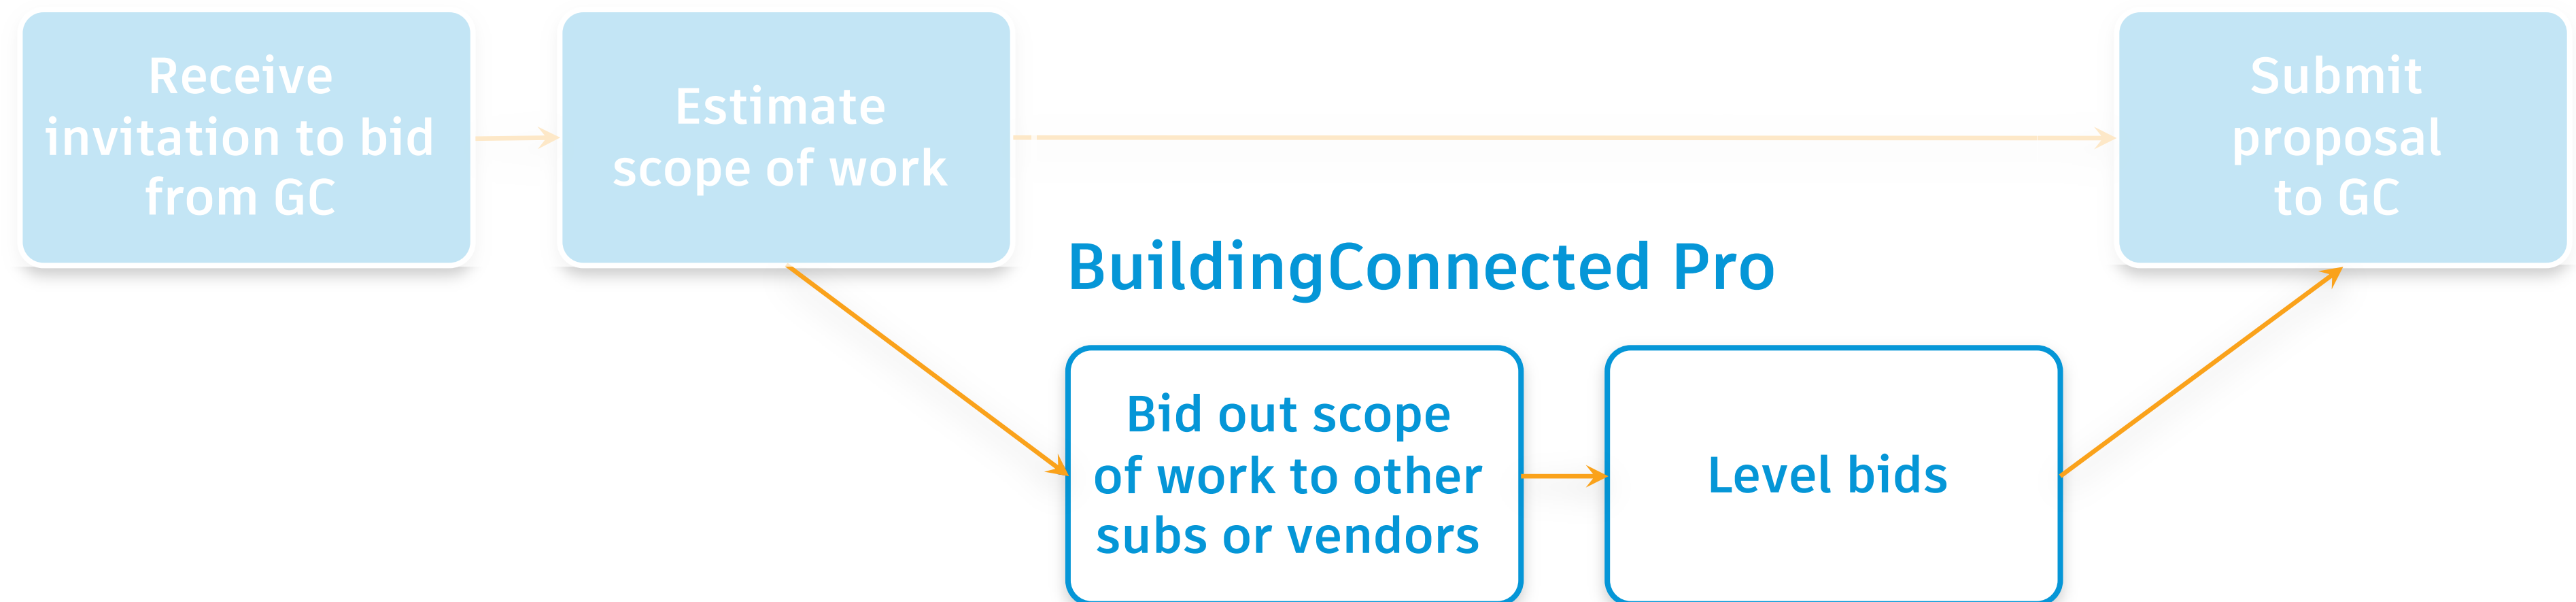 Receive
invitation to bid
from GC
Estimate
scope of work
Submit
proposal
to GC
BuildingConnected Pro
Bid out scope
of work to other
subs or vendors
Level bids